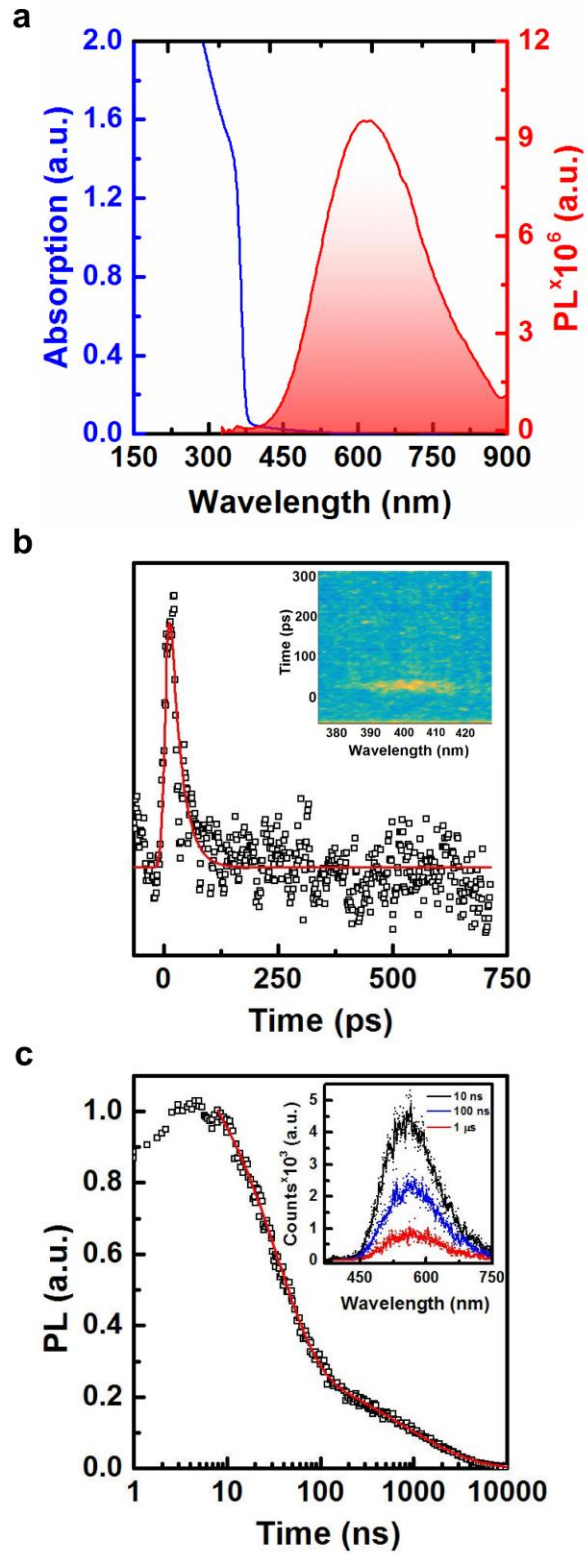 a
2.0
1.6
1.2
0.8
0.4
0.0
Absorption (a.u.)
12
9
6
3
0
PL×10⁶ (a.u.)
150 300 450 600 750 900
Wavelength (nm)
b
300
200
100
0
Time (ps)
380 390 400 410 420
Wavelength (nm)
0 250 500 750
Time (ps)
c
1.0
0.8
0.6
0.4
0.2
0.0
PL (a.u.)
5
4
3
2
1
0
Counts×10³ (a.u.)
10 ns
100 ns
1 μs
450 600 750
Wavelength (nm)
1 10 100 1000 10000
Time (ns)